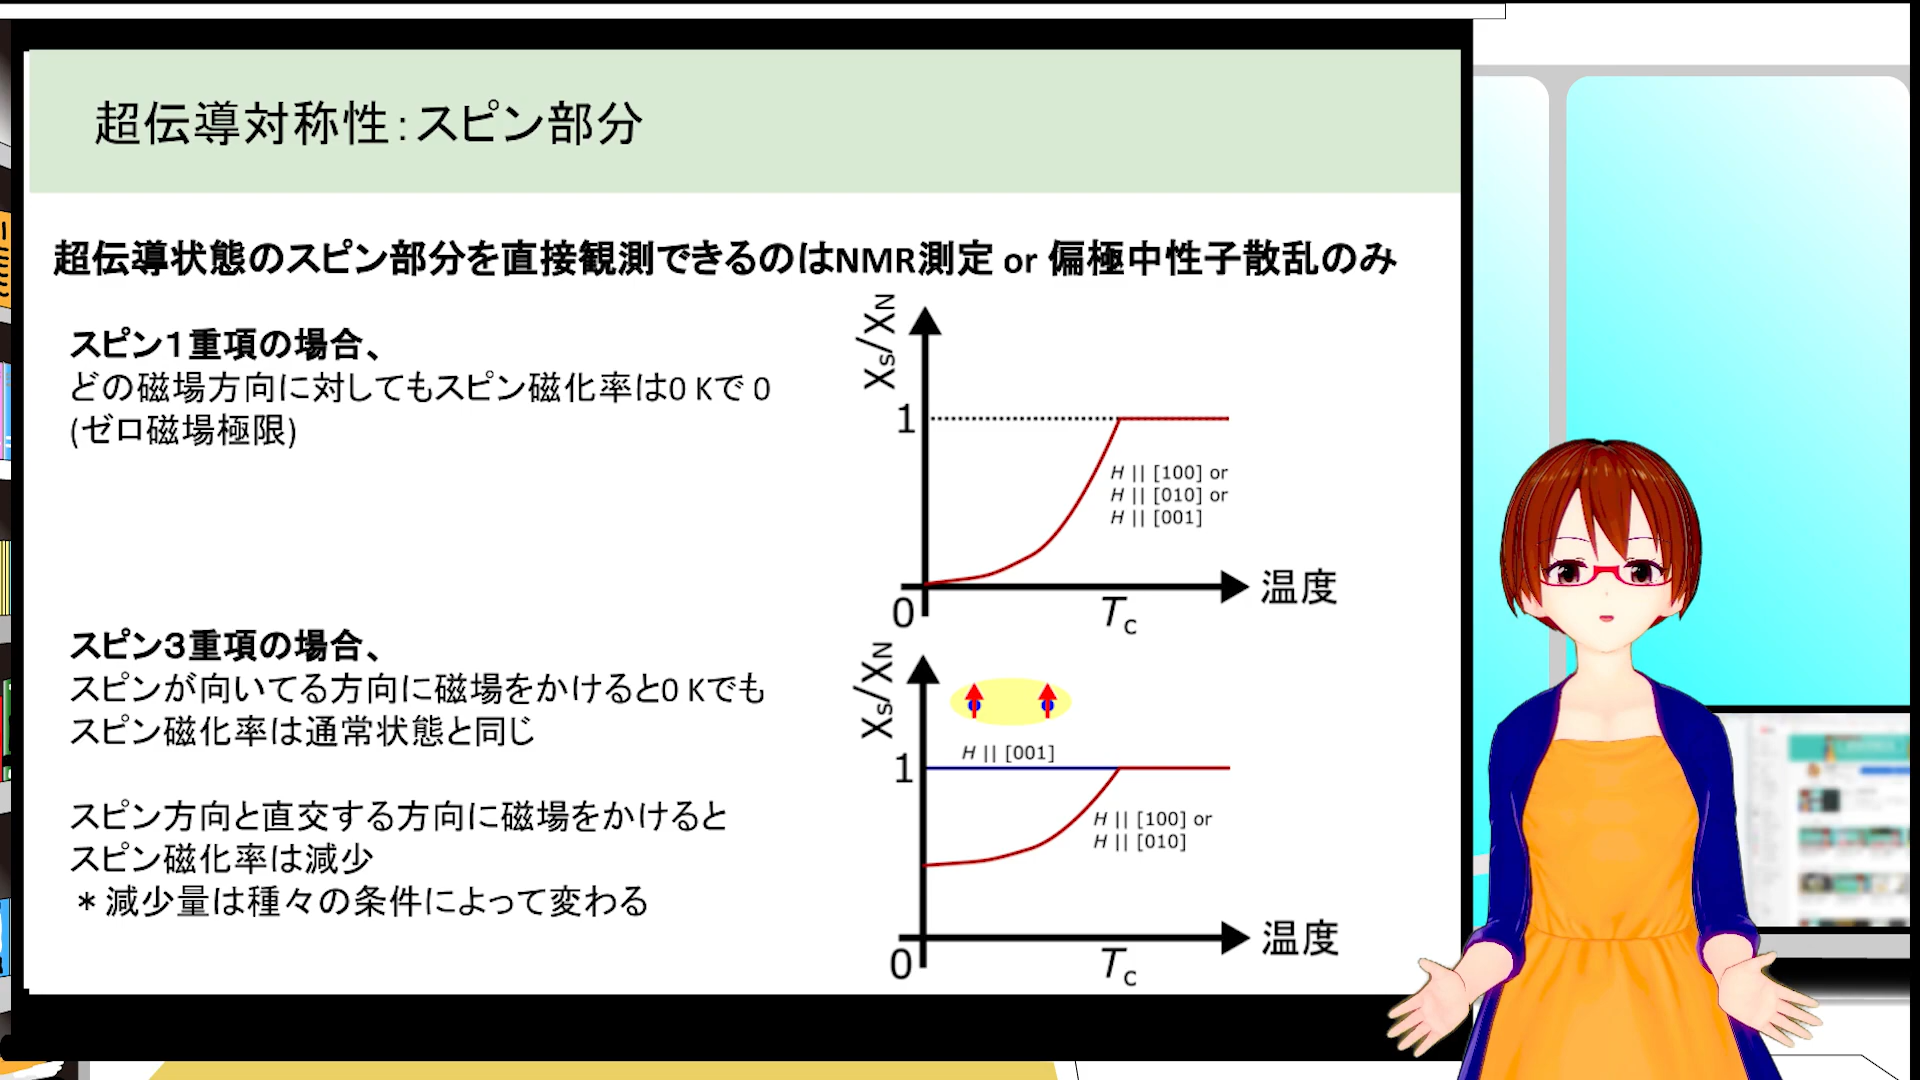 超伝導対称性：スピン部分
超伝導状態のスピン部分を直接観測できるのはNMR測定 or 偏極中性子散乱のみ
スピン１重項の場合、
どの磁場方向に対してもスピン磁化率は0 Kで 0
(ゼロ磁場極限)
χs/χN
1
H || [100] or
H || [010] or
H || [001]
0
Tc
温度
スピン３重項の場合、
スピンが向いてる方向に磁場をかけると0 Kでも
スピン磁化率は通常状態と同じ
スピン方向と直交する方向に磁場をかけると
スピン磁化率は減少
＊減少量は種々の条件によって変わる
χs/χN
H || [001]
1
H || [100] or
H || [010]
0
Tc
温度